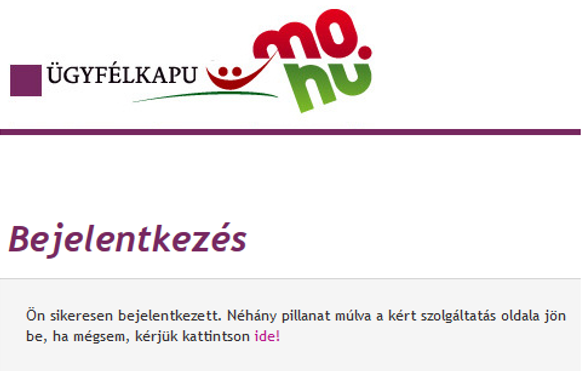 ÜGYFÉLKAPU
mo.
hu
Bejelentkezés
Ön sikeresen bejelentkezett. Néhány pillanat múlva a kért szolgáltatás oldala jön
be, ha mégsem, kérjük kattintson ide!